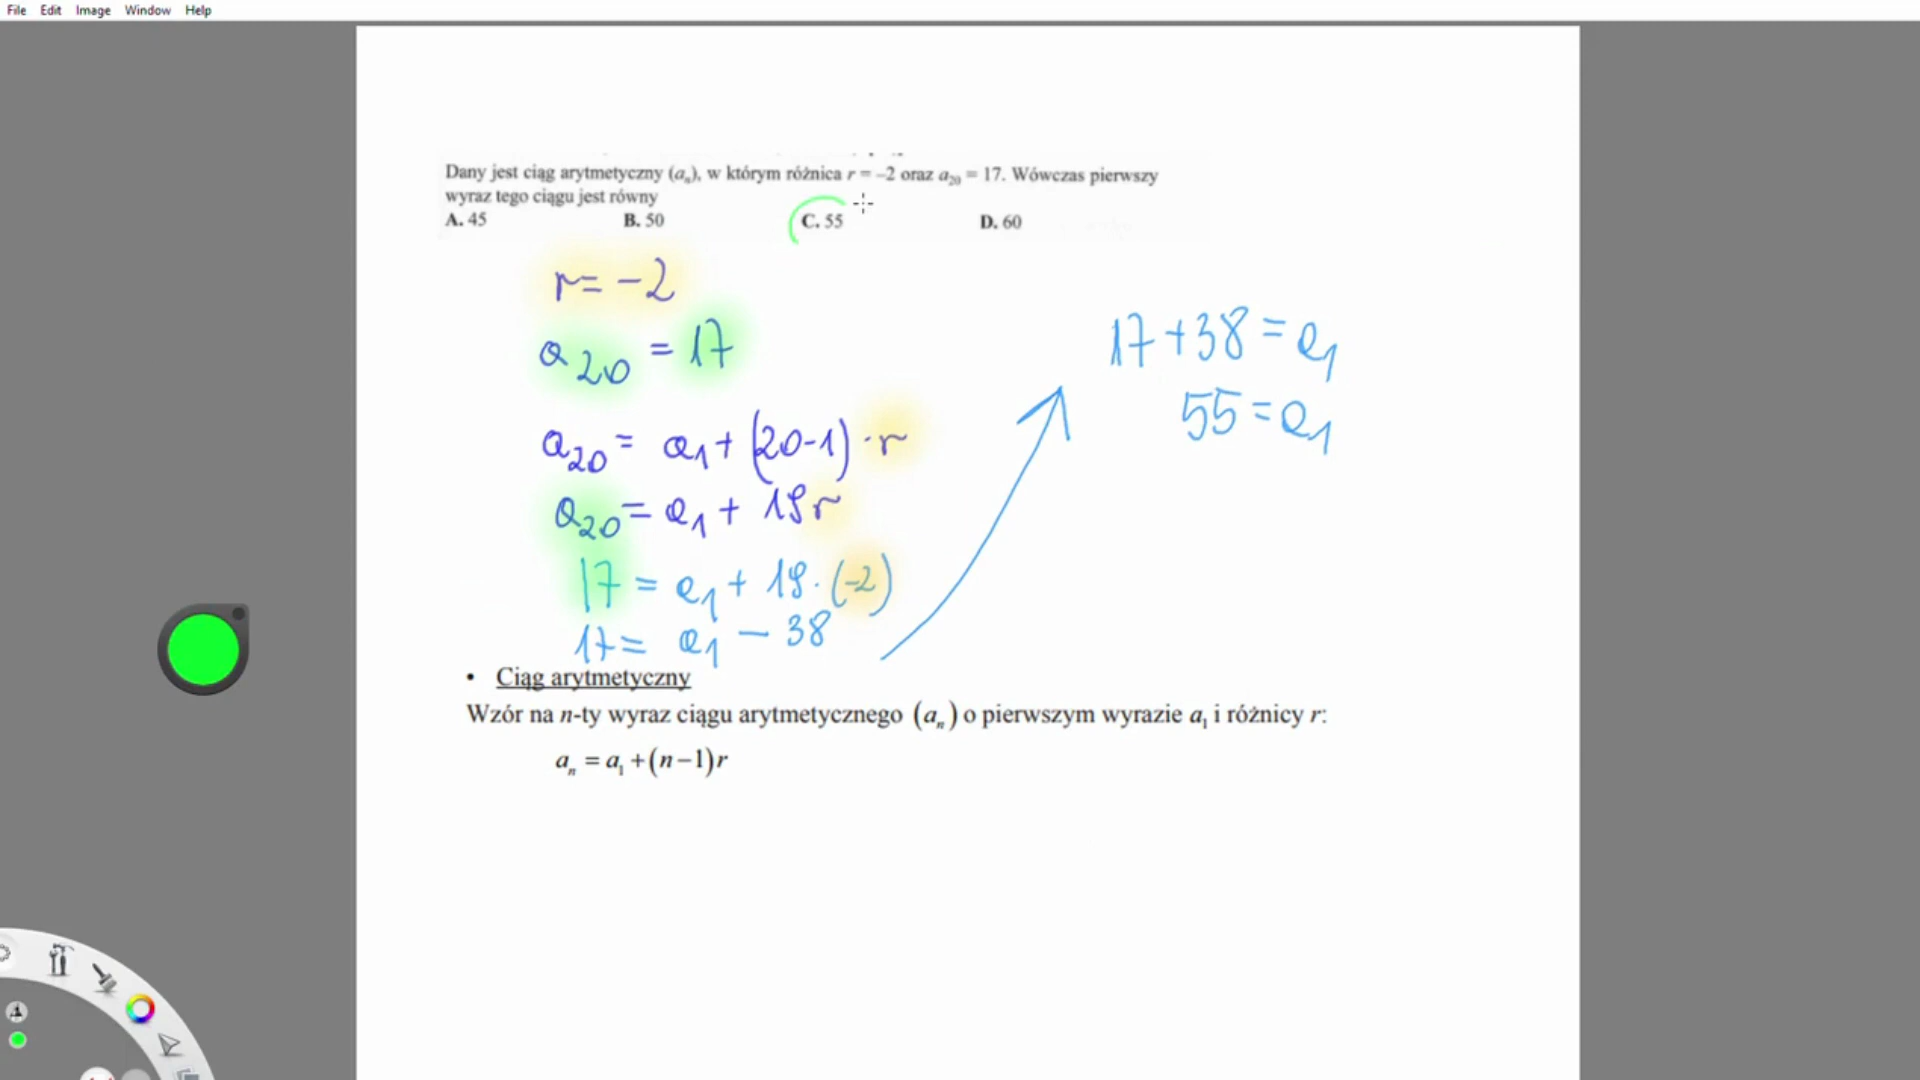 File Edit Image Window Help
Dany jest ciąg arytmetyczny (aₙ), w którym różnica r = −2 oraz a₂₀ = 17. Wówczas pierwszy
wyraz tego ciągu jest równy
A. 45 B. 50 C. 55 D. 60
r = −2
a₂₀ = 17
a₂₀ = a₁ + (20−1) · r
a₂₀ = a₁ + 19r
17 = a₁ + 19 · (−2)
17 = a₁ − 38
17 + 38 = a₁
55 = a₁
• Ciąg arytmetyczny
Wzór na n-ty wyraz ciągu arytmetycznego (aₙ) o pierwszym wyrazie a₁ i różnicy r:
aₙ = a₁ + (n−1)r